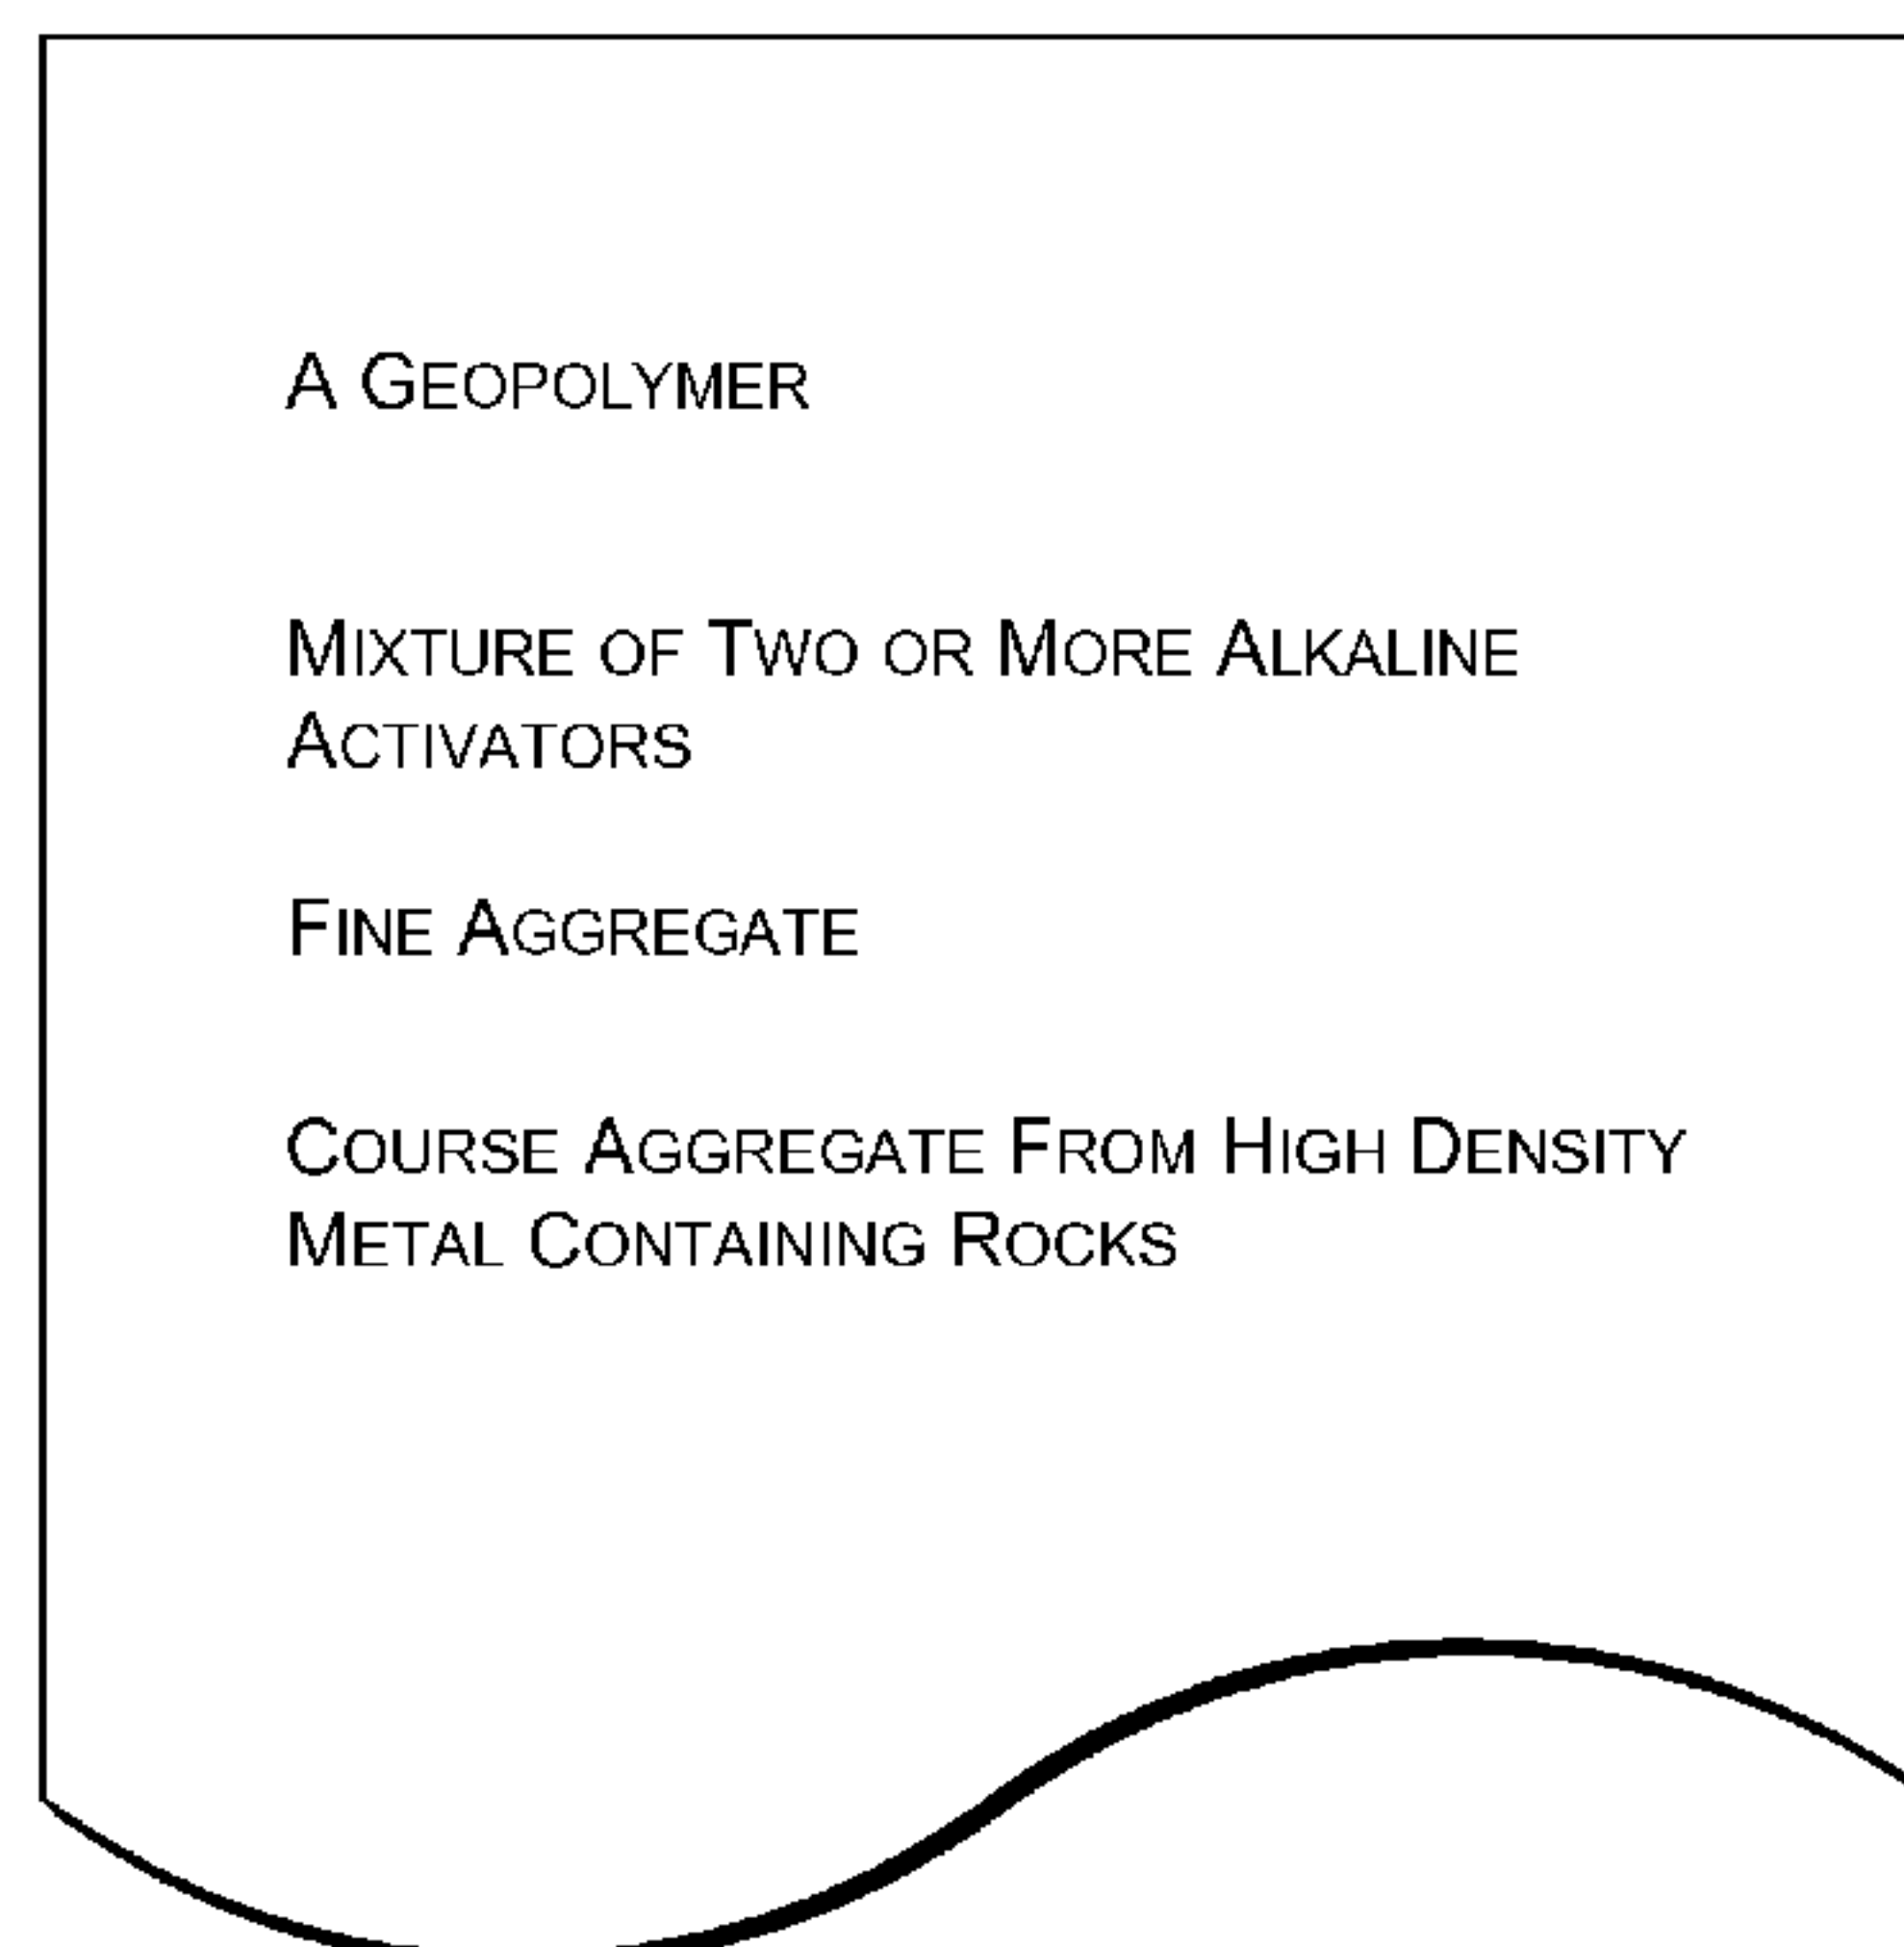 A Geopolymer
Mixture of Two or More Alkaline
Activators
Fine Aggregate
Course Aggregate From High Density
Metal Containing Rocks